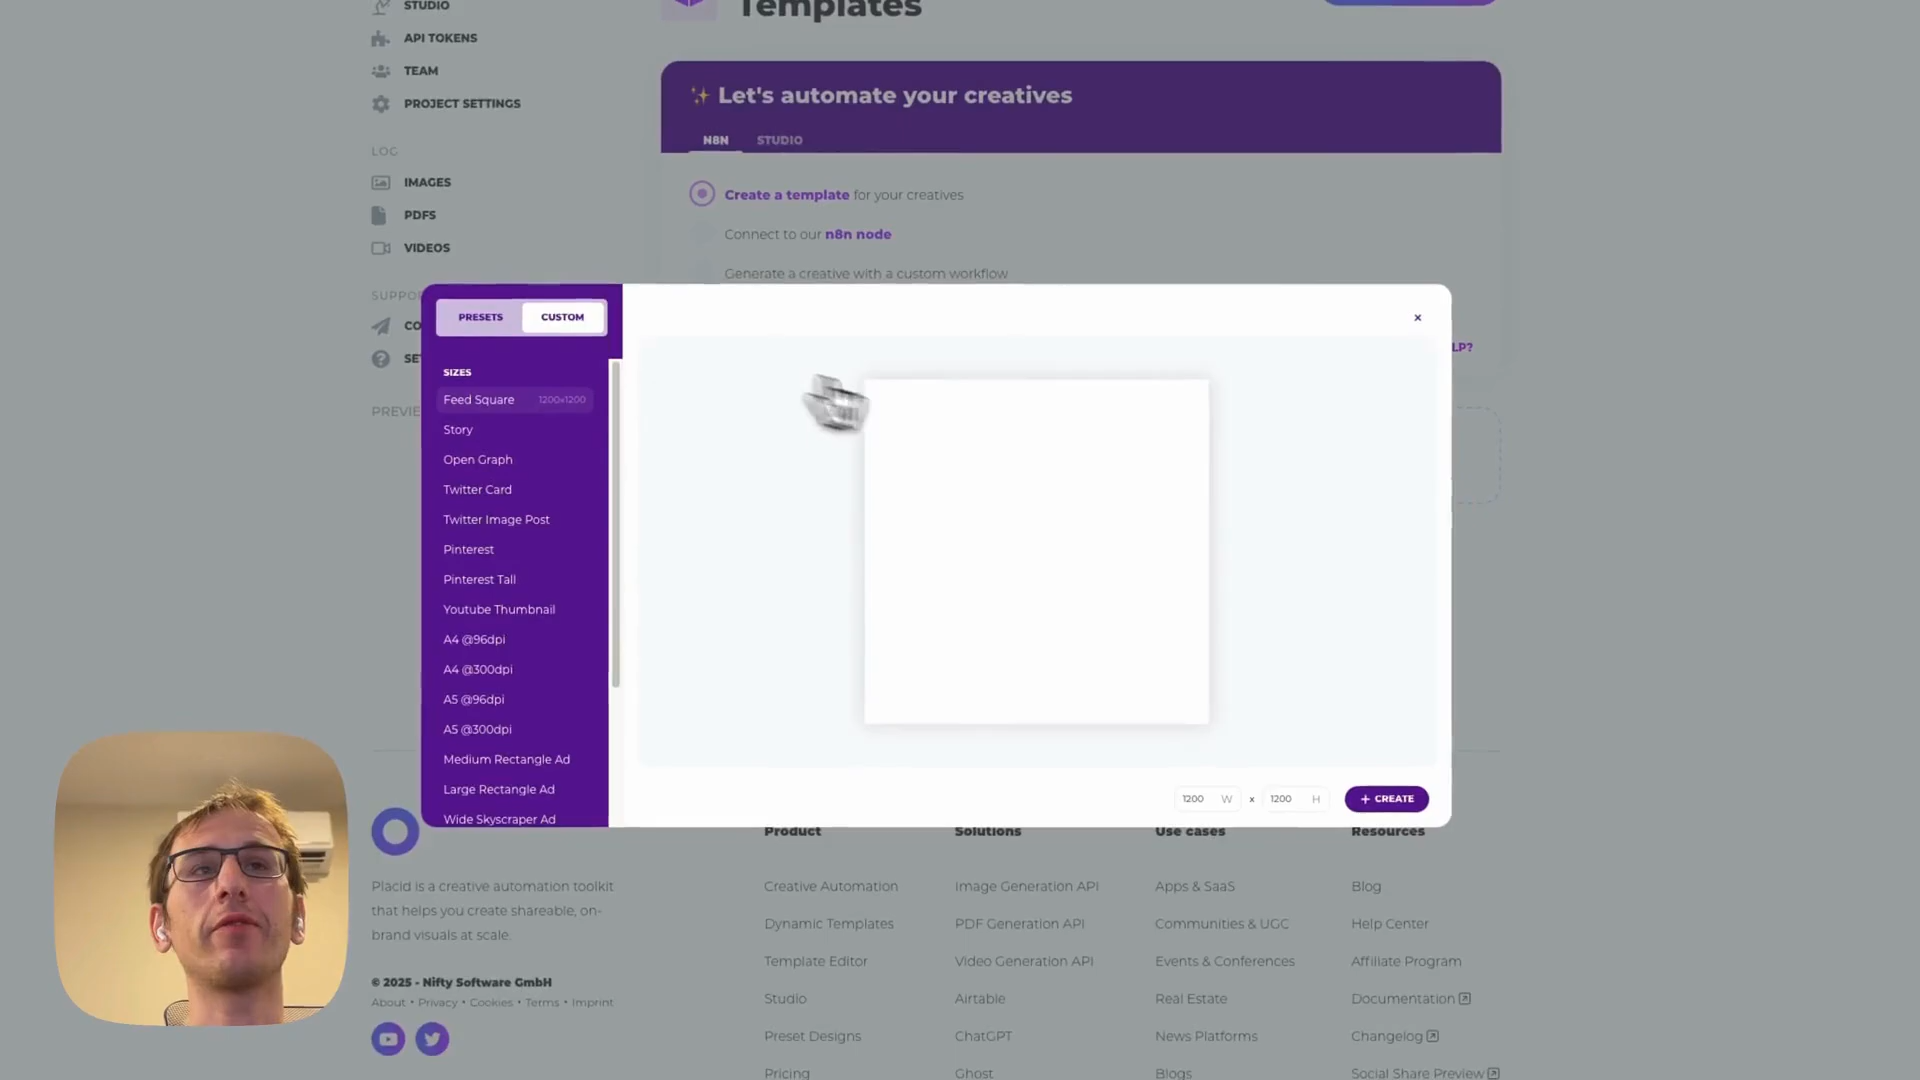 STUDIO
API TOKENS
TEAM
PROJECT SETTINGS
LOG
IMAGES
PDFS
VIDEOS
Templates
✨ Let's automate your creatives
N8N STUDIO
Create a template for your creatives
Connect to our n8n node
Generate a creative with a custom workflow
PRESETS CUSTOM
×
SIZES
Feed Square 1200x1200
Story
Open Graph
Twitter Card
Twitter Image Post
Pinterest
Pinterest Tall
Youtube Thumbnail
A4 @96dpi
A4 @300dpi
A5 @96dpi
A5 @300dpi
Medium Rectangle Ad
Large Rectangle Ad
Wide Skyscraper Ad
1200 W x 1200 H + CREATE
Placid is a creative automation toolkit
that helps you create shareable, on-
brand visuals at scale.
© 2025 - Nifty Software GmbH
About • Privacy • Cookies • Terms • Imprint
Product
Creative Automation
Dynamic Templates
Template Editor
Studio
Preset Designs
Pricing
Solutions
Image Generation API
PDF Generation API
Video Generation API
Airtable
ChatGPT
Ghost
Use cases
Apps & SaaS
Communities & UGC
Events & Conferences
Real Estate
News Platforms
Blogs
Resources
Blog
Help Center
Affiliate Program
Documentation
Changelog
Social Share Preview